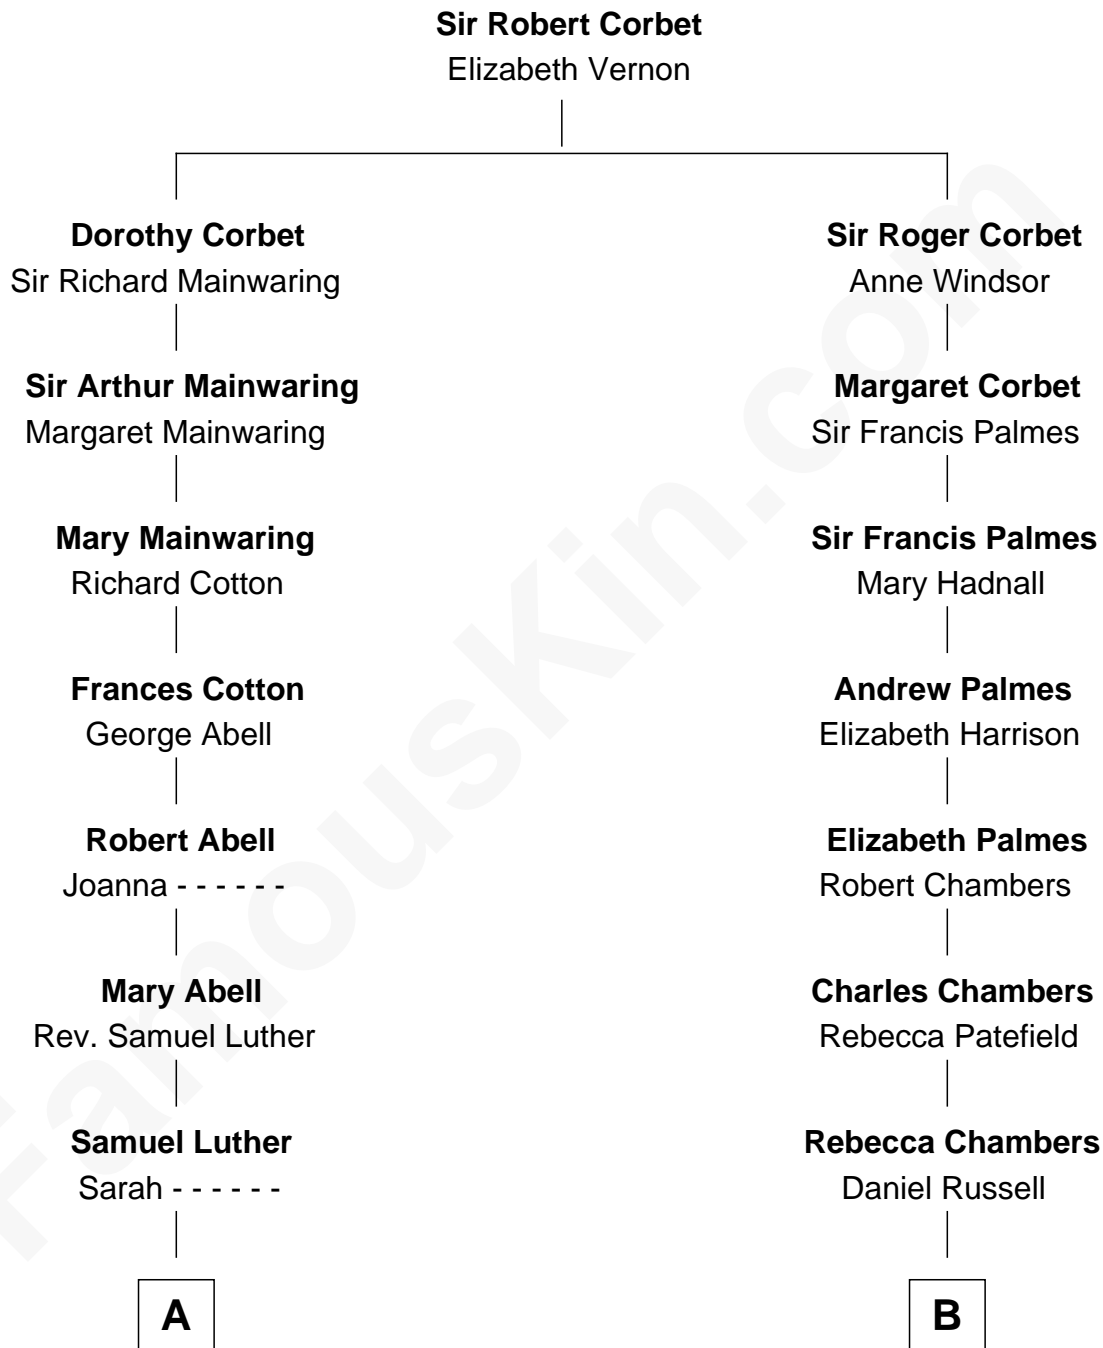 Sir Robert Corbet
Elizabeth Vernon
Dorothy Corbet
Sir Richard Mainwaring
Sir Roger Corbet
Anne Windsor
Sir Arthur Mainwaring
Margaret Mainwaring
Margaret Corbet
Sir Francis Palmes
Mary Mainwaring
Richard Cotton
Sir Francis Palmes
Mary Hadnall
Frances Cotton
George Abell
Andrew Palmes
Elizabeth Harrison
Robert Abell
Joanna - - - - - -
Elizabeth Palmes
Robert Chambers
Mary Abell
Rev. Samuel Luther
Charles Chambers
Rebecca Patefield
Samuel Luther
Sarah - - - - - -
Rebecca Chambers
Daniel Russell
A
B
FamousKin.com